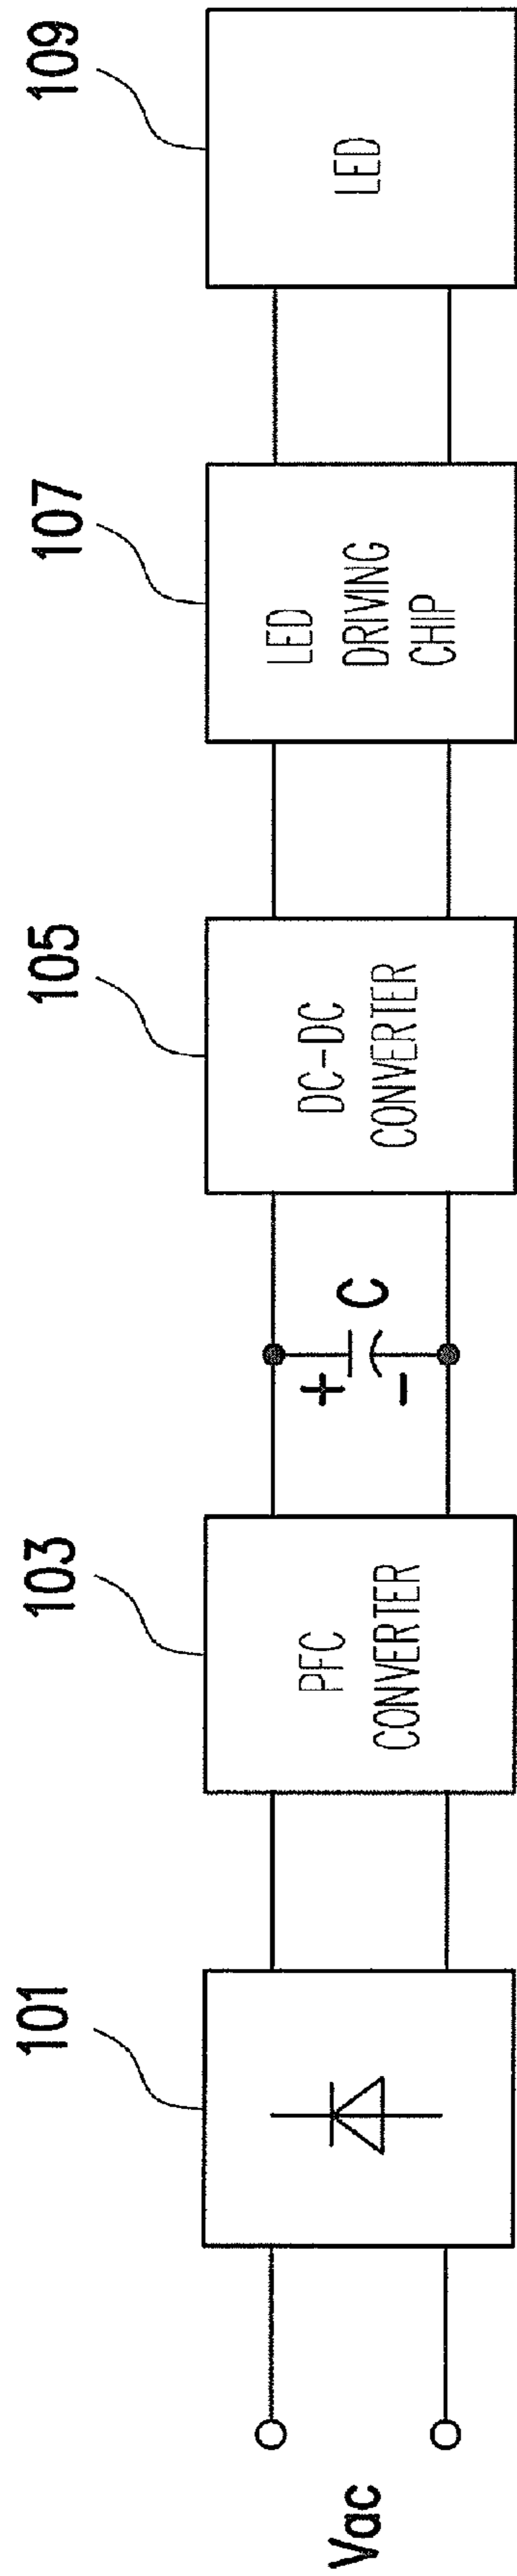 101
103
105
107
109
Vac
PFC
CONVERTER
+
C
-
DC-DC
CONVERTER
LED
DRIVING
CHIP
LED